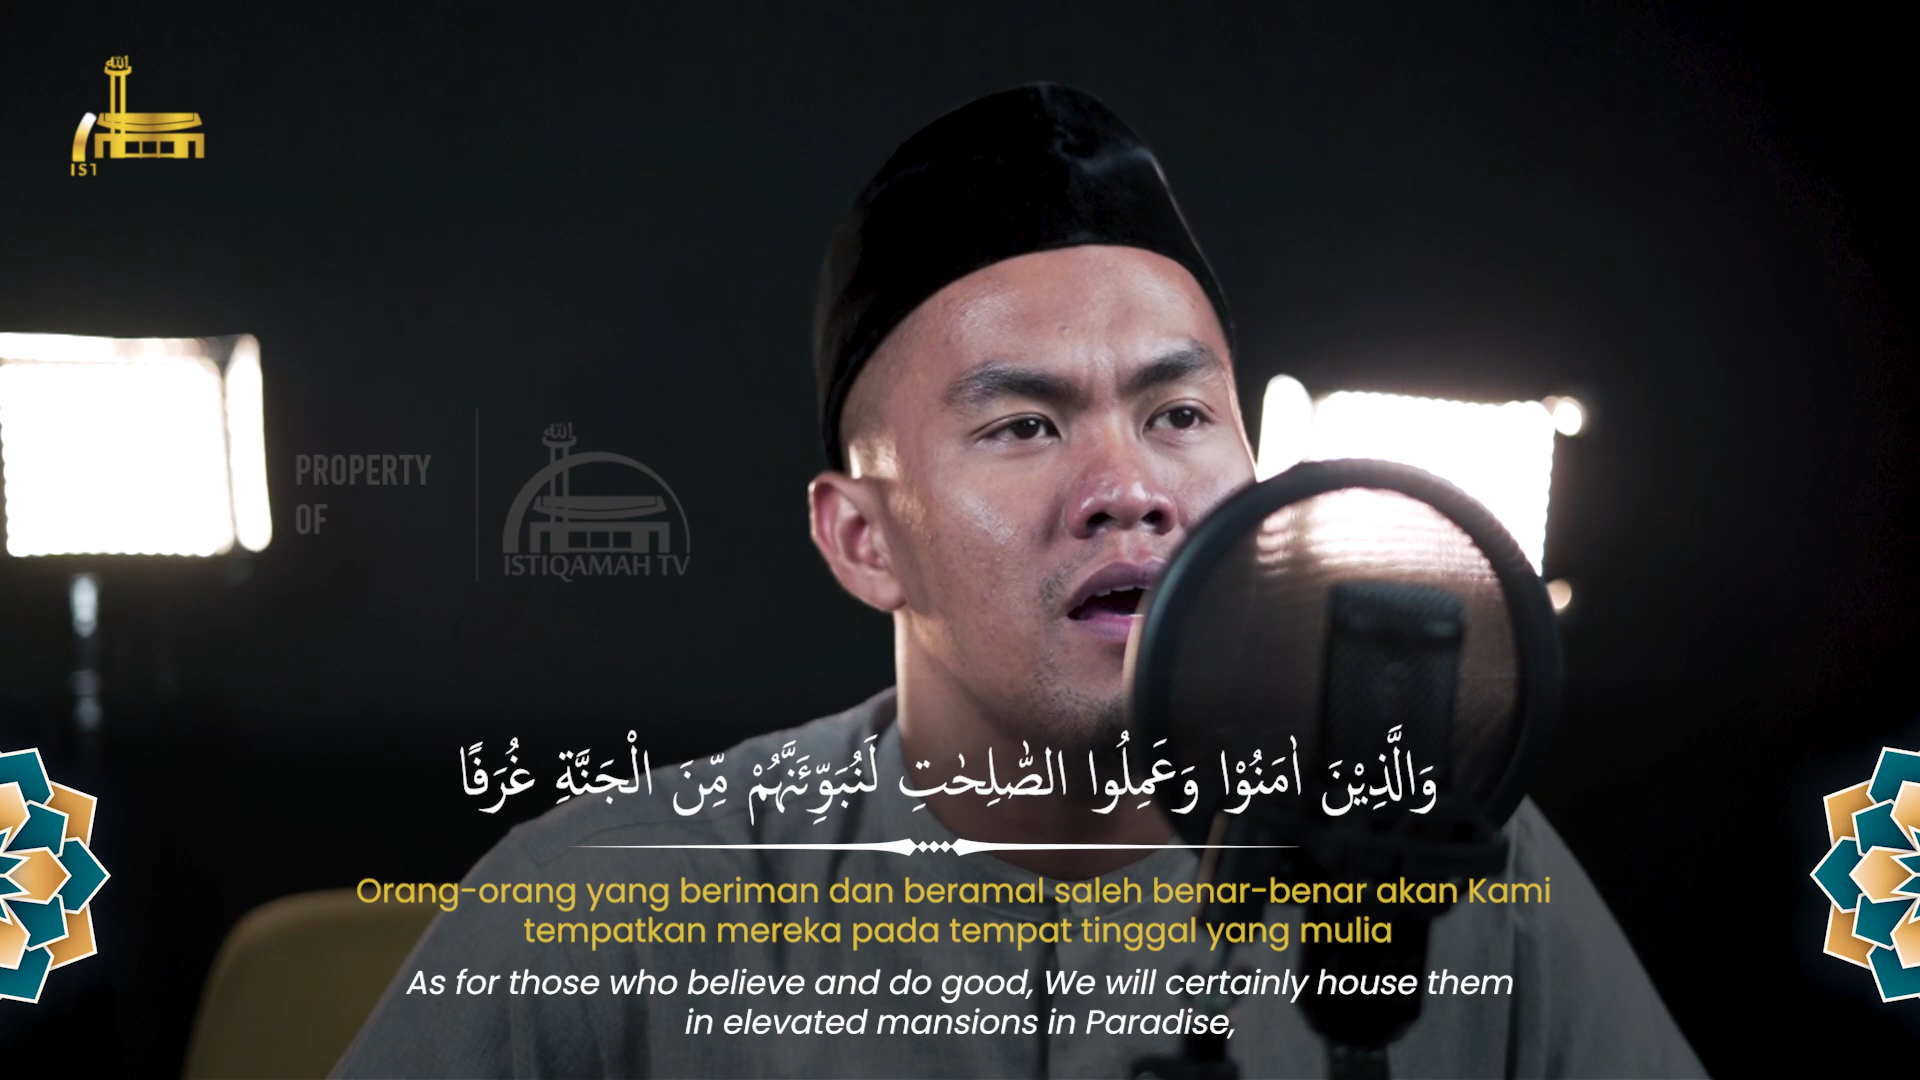 الله
IST
PROPERTY
OF
الله
ISTIQAMAH TV
وَالَّذِيْنَ اٰمَنُوْا وَعَمِلُوا الصّٰلِحٰتِ لَنُبَوِّئَنَّهُمْ مِّنَ الْجَنَّةِ غُرَفًا
Orang-orang yang beriman dan beramal saleh benar-benar akan Kami
tempatkan mereka pada tempat tinggal yang mulia
As for those who believe and do good, We will certainly house them
in elevated mansions in Paradise,